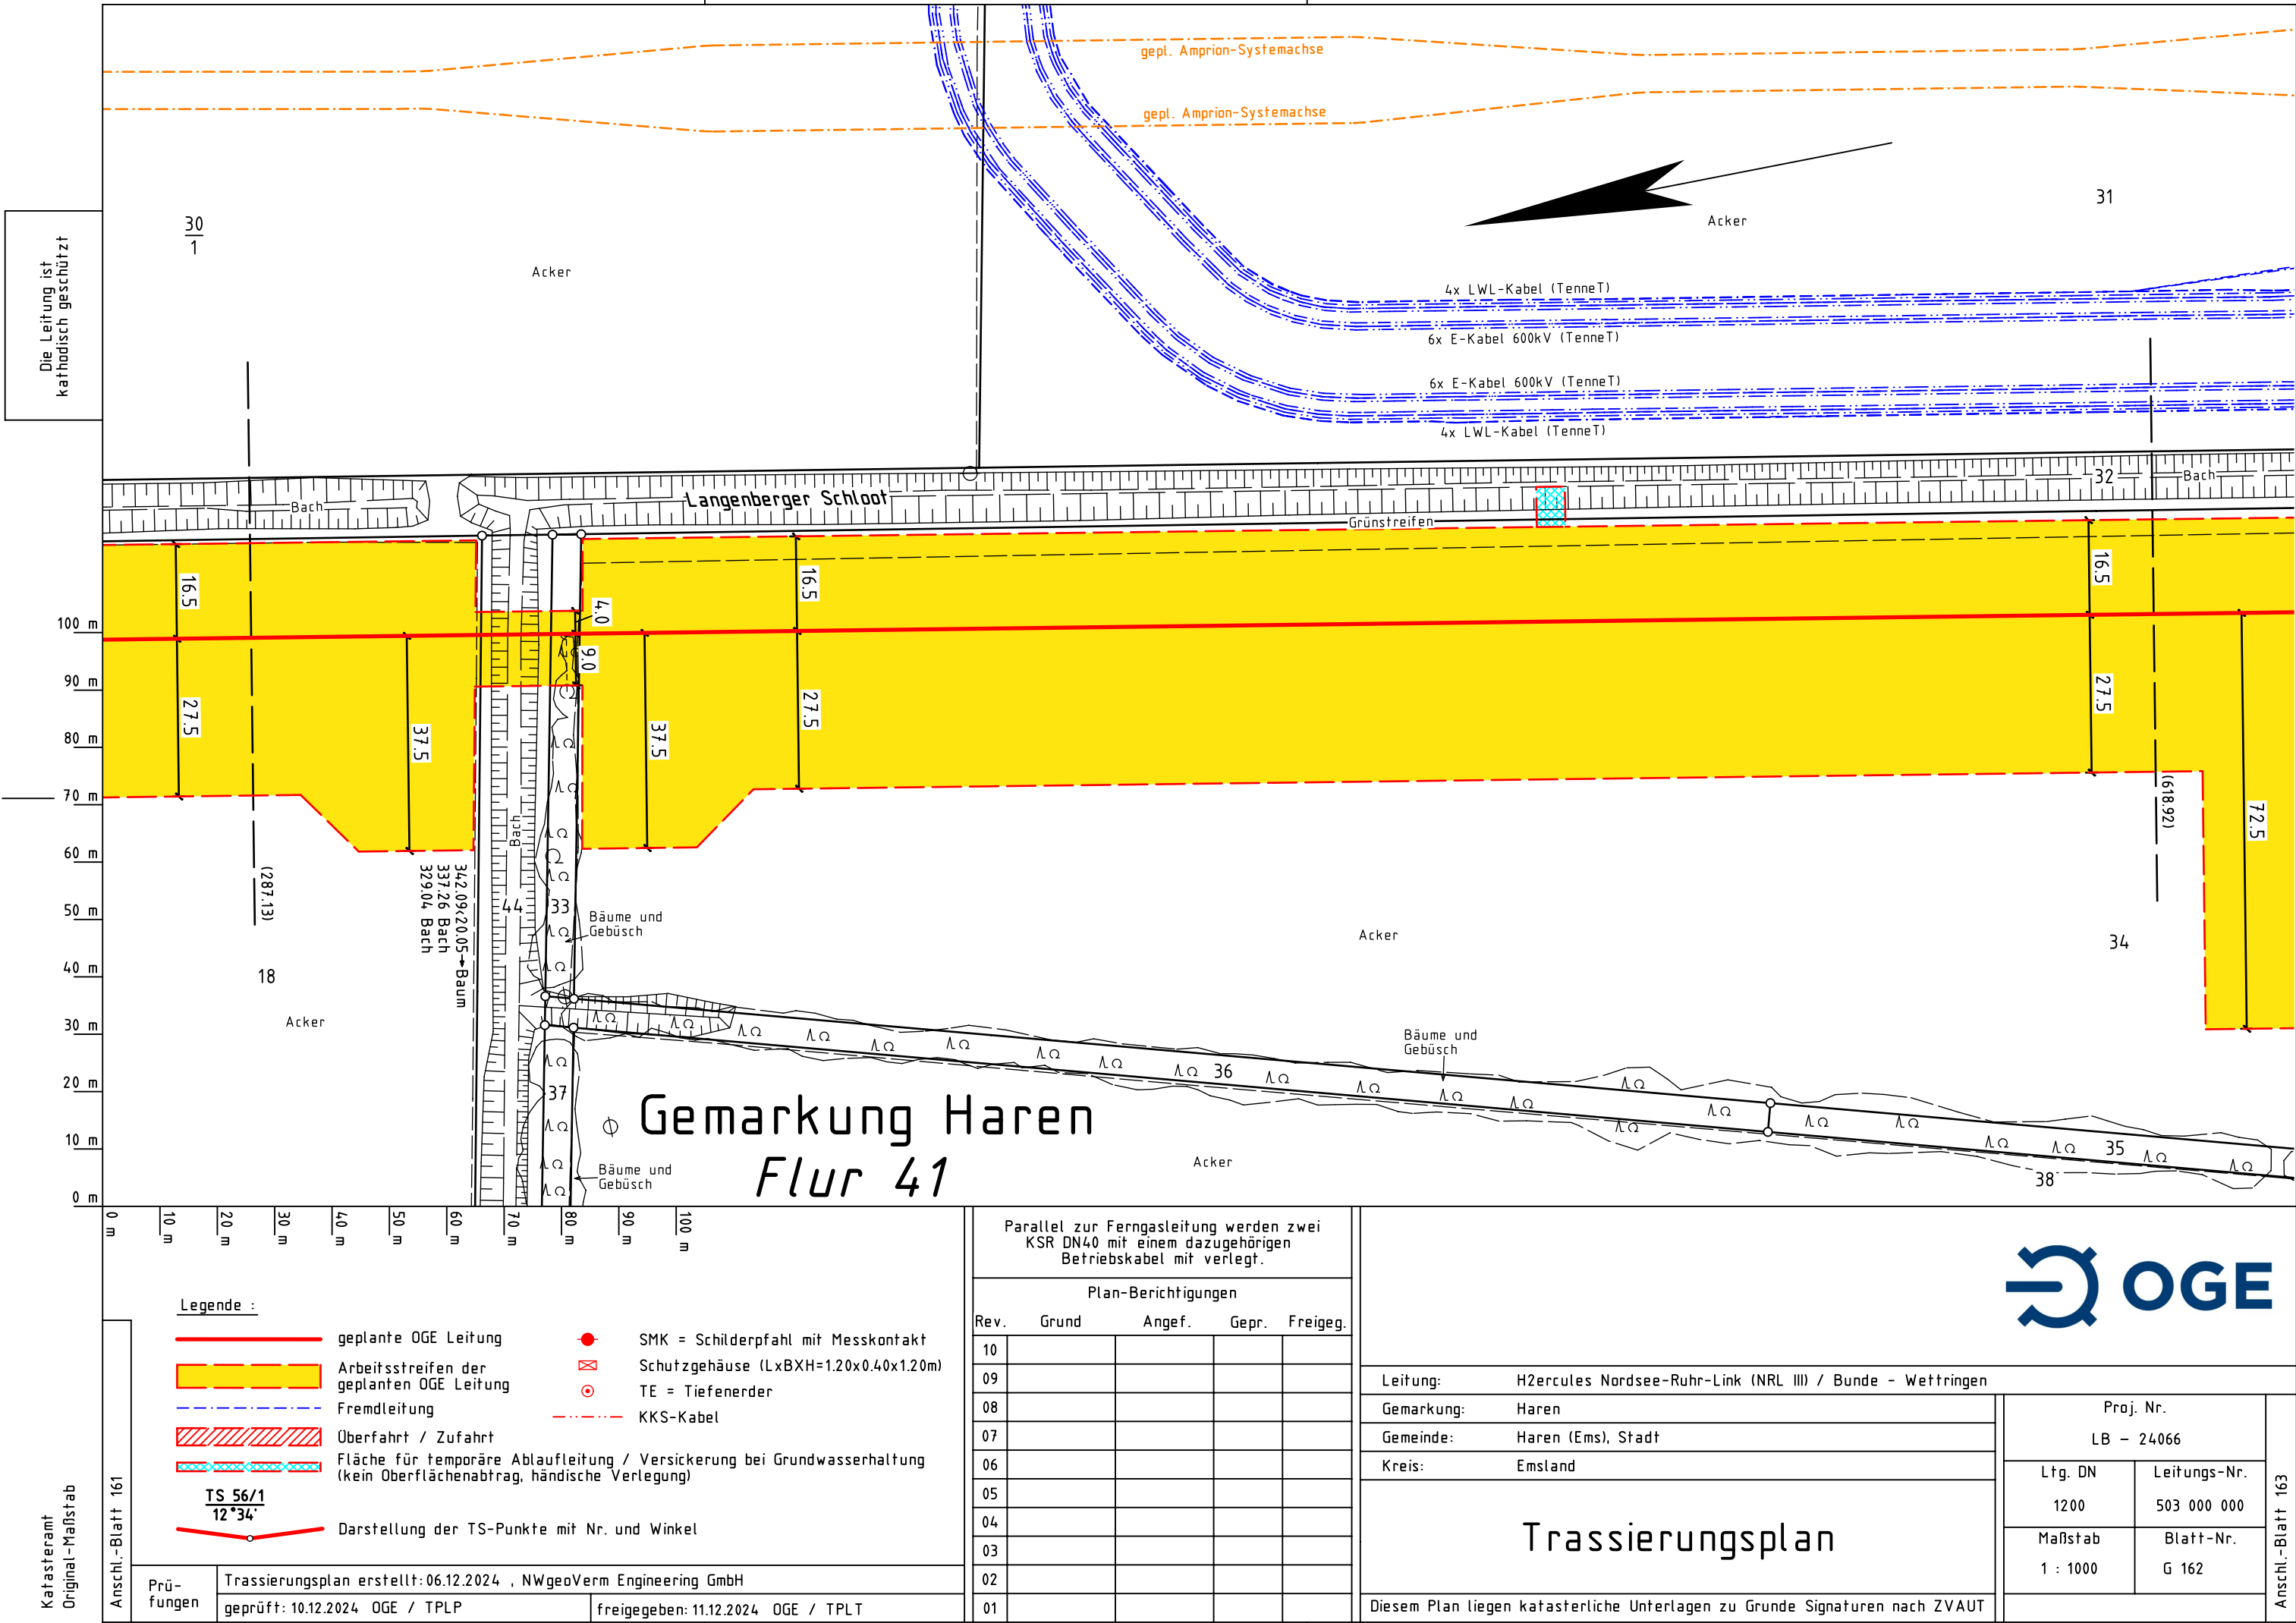 gepl. Amprion-Systemachse
gepl. Amprion-Systemachse
30
1
31
Acker
Acker
Die Leitung ist
kathodisch geschützt
4x LWL-Kabel (TenneT)
6x E-Kabel 600kV (TenneT)
6x E-Kabel 600kV (TenneT)
4x LWL-Kabel (TenneT)
Bach
Langenberger Schloot
Grünstreifen
32
Bach
16.5
16.5
16.5
4.0
9.0
27.5
37.5
37.5
27.5
27.5
72.5
100 m
90 m
80 m
70 m
60 m
50 m
40 m
30 m
20 m
10 m
0 m
(287.13)
(618.92)
342.09<20.05→Baum
337.26 Bach
329.04 Bach
Bach
44
33
Bäume und
Gebüsch
18
Acker
Acker
34
Bäume und
Gebüsch
36
37
35
38
Gemarkung Haren
Flur 41
Bäume und
Gebüsch
Acker
0 m
10 m
20 m
30 m
40 m
50 m
60 m
70 m
80 m
90 m
100 m
Legende :
geplante OGE Leitung
Arbeitsstreifen der
geplanten OGE Leitung
Fremdleitung
Überfahrt / Zufahrt
Fläche für temporäre Ablaufleitung / Versickerung bei Grundwasserhaltung
(kein Oberflächenabtrag, händische Verlegung)
TS 56/1
12°34'
Darstellung der TS-Punkte mit Nr. und Winkel
SMK = Schilderpfahl mit Messkontakt
Schutzgehäuse (LxBXH=1.20x0.40x1.20m)
TE = Tiefenerder
KKS-Kabel
Katasteramt
Original-Maßstab
Anschl.-Blatt 161
Prü-
fungen
Trassierungsplan erstellt: 06.12.2024 , NWgeoVerm Engineering GmbH
geprüft: 10.12.2024 OGE / TPLP
freigegeben: 11.12.2024 OGE / TPLT
Parallel zur Ferngasleitung werden zwei
KSR DN40 mit einem dazugehörigen
Betriebskabel mit verlegt.
Plan-Berichtigungen
Rev. Grund Angef. Gepr. Freigeg.
10
09
08
07
06
05
04
03
02
01
OGE
Leitung: H2ercules Nordsee-Ruhr-Link (NRL III) / Bunde - Wettringen
Gemarkung: Haren
Gemeinde: Haren (Ems), Stadt
Kreis: Emsland
Trassierungsplan
Diesem Plan liegen katasterliche Unterlagen zu Grunde Signaturen nach ZVAUT
Proj. Nr.
LB - 24066
Ltg. DN
1200
Leitungs-Nr.
503 000 000
Maßstab
1 : 1000
Blatt-Nr.
G 162
Anschl.-Blatt 163